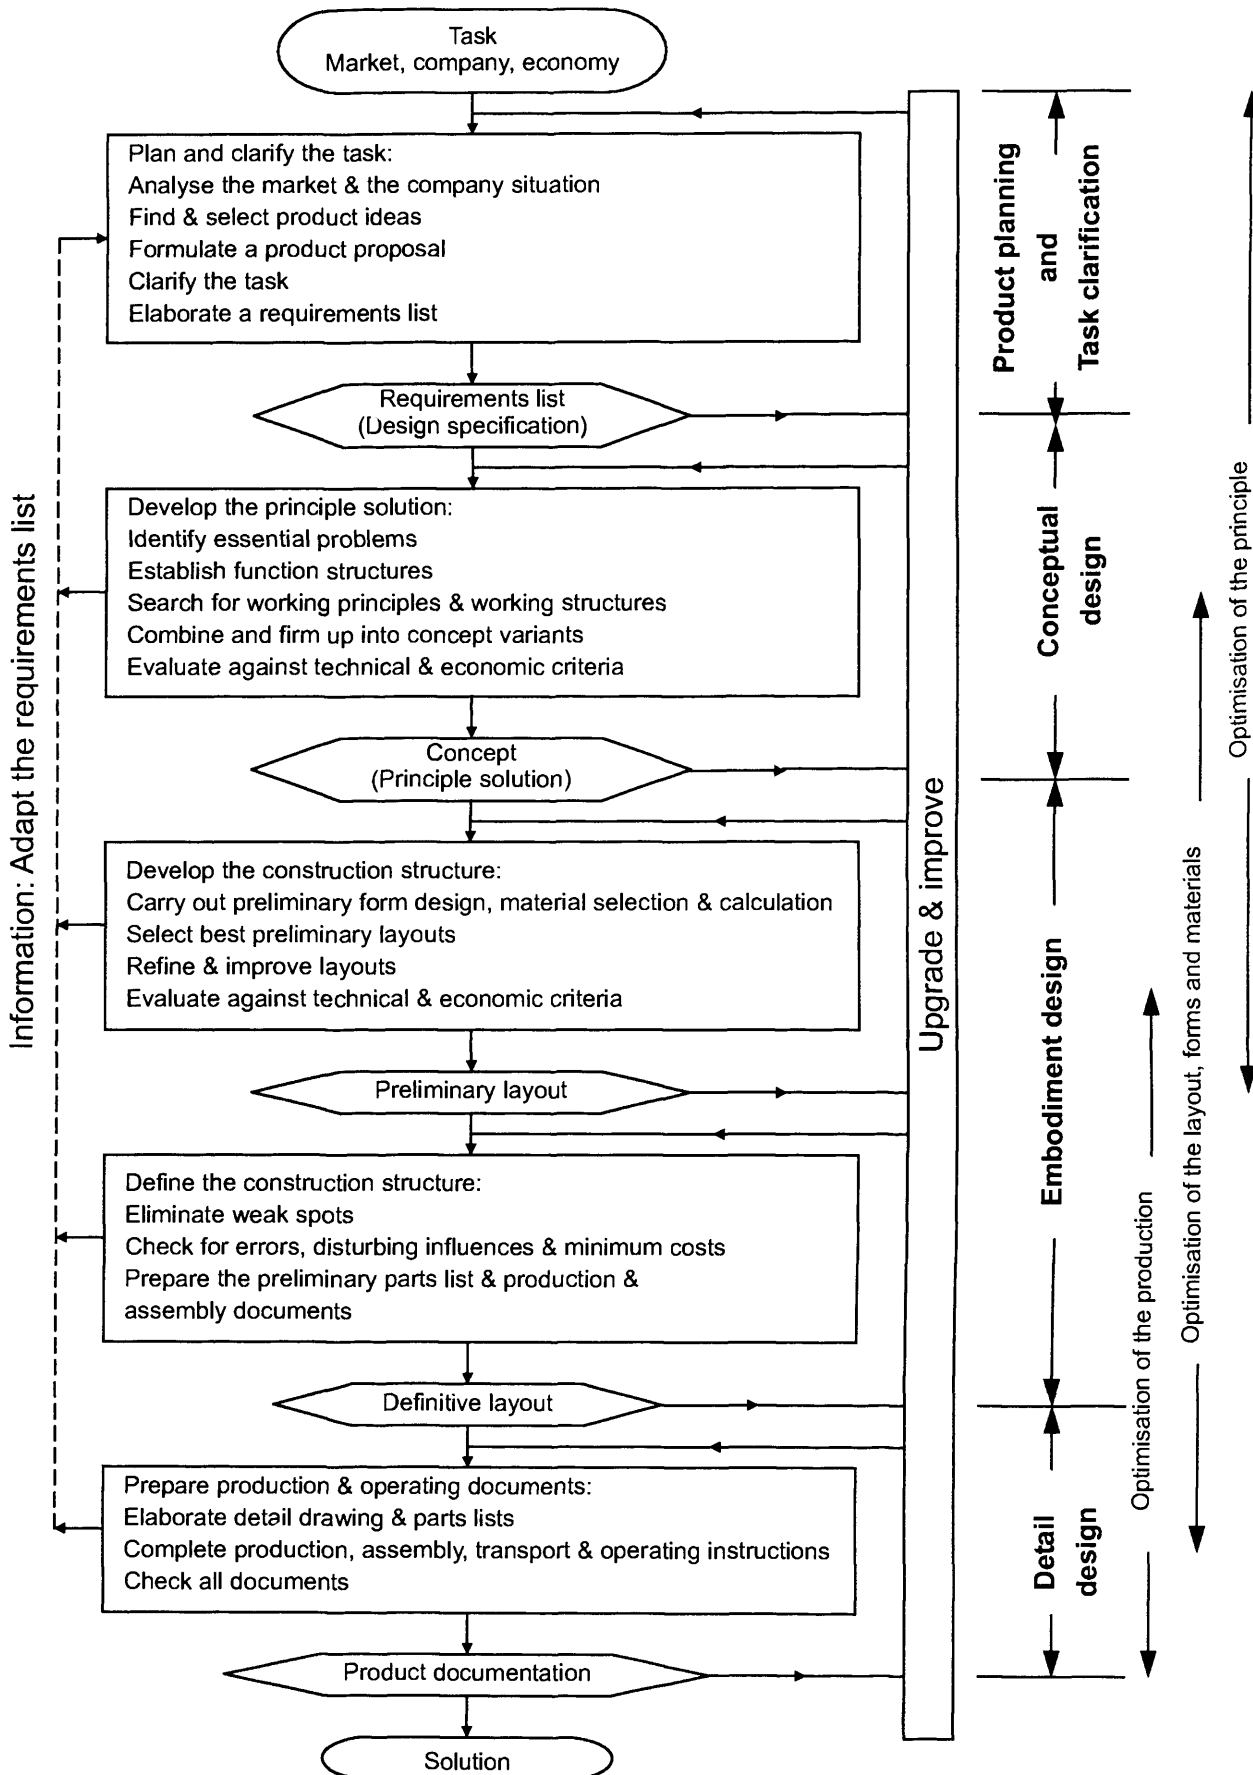 Task
Market, company, economy
Plan and clarify the task:
Analyse the market & the company situation
Find & select product ideas
Formulate a product proposal
Clarify the task
Elaborate a requirements list
Requirements list
(Design specification)
Develop the principle solution:
Identify essential problems
Establish function structures
Search for working principles & working structures
Combine and firm up into concept variants
Evaluate against technical & economic criteria
Concept
(Principle solution)
Develop the construction structure:
Carry out preliminary form design, material selection & calculation
Select best preliminary layouts
Refine & improve layouts
Evaluate against technical & economic criteria
Preliminary layout
Define the construction structure:
Eliminate weak spots
Check for errors, disturbing influences & minimum costs
Prepare the preliminary parts list & production &
assembly documents
Definitive layout
Prepare production & operating documents:
Elaborate detail drawing & parts lists
Complete production, assembly, transport & operating instructions
Check all documents
Product documentation
Solution
Information: Adapt the requirements list
Upgrade & improve
Product planning
and
Task clarification
Conceptual
design
Embodiment design
Detail
design
Optimisation of the production
Optimisation of the layout, forms and materials
Optimisation of the principle